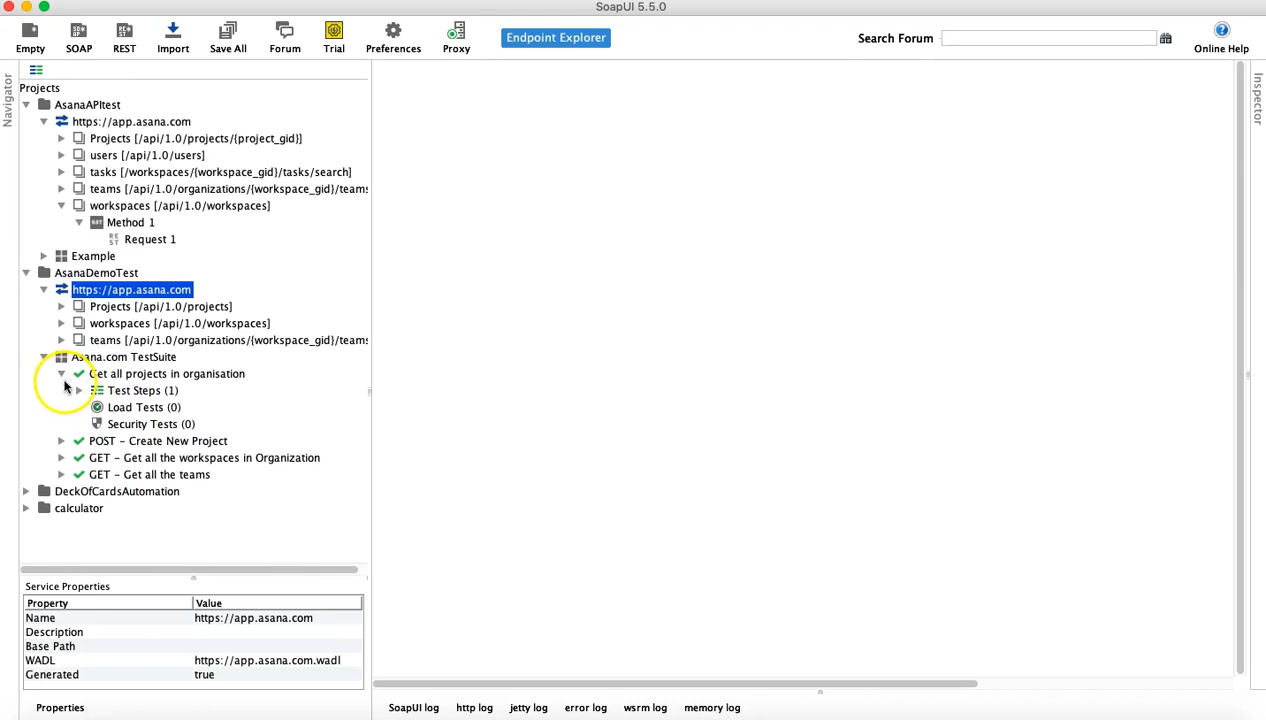 SoapUI 5.5.0
Empty
SOAP
REST
Import
Save All
Forum
Trial
Preferences
Proxy
Endpoint Explorer
Search Forum
Online Help
Navigator
Inspector
Projects
AsanaAPItest
https://app.asana.com
Projects [/api/1.0/projects/{project_gid}]
users [/api/1.0/users]
tasks [/workspaces/{workspace_gid}/tasks/search]
teams [/api/1.0/organizations/{workspace_gid}/teams
workspaces [/api/1.0/workspaces]
GET Method 1
REST Request 1
Example
AsanaDemoTest
https://app.asana.com
Projects [/api/1.0/projects]
workspaces [/api/1.0/workspaces]
teams [/api/1.0/organizations/{workspace_gid}/teams
Asana.com TestSuite
Get all projects in organisation
Test Steps (1)
Load Tests (0)
Security Tests (0)
POST - Create New Project
GET - Get all the workspaces in Organization
GET - Get all the teams
DeckOfCardsAutomation
calculator
Service Properties
Property Value
Name https://app.asana.com
Description
Base Path
WADL https://app.asana.com.wadl
Generated true
Properties
SoapUI log http log jetty log error log wsrm log memory log